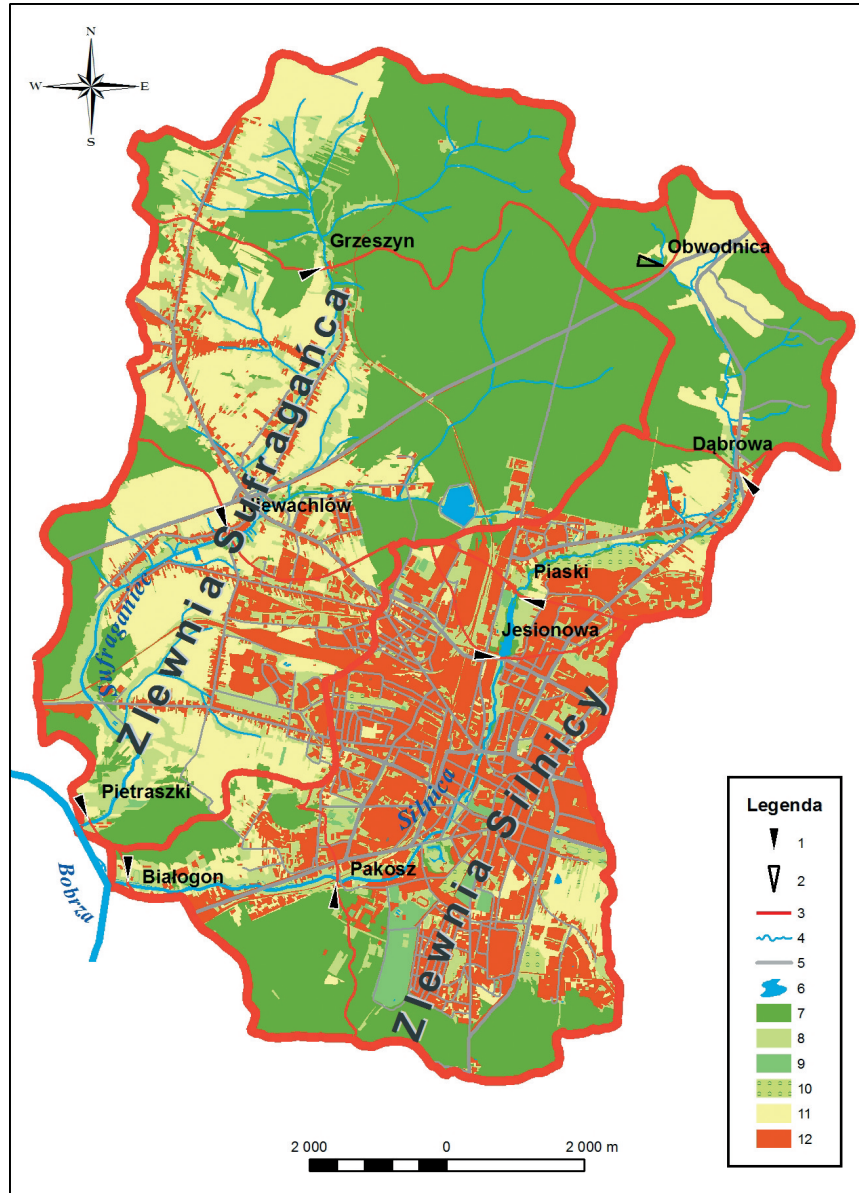 N
W E
S
Grzeszyn
Obwodnica
Zlewnia Sufragańca
Dąbrowa
Niewachlów
Piaski
Sufraganiec
Jesionowa
Zlewnia Silnicy
Silnica
Pietraszki
Bobrza
Białogon
Pakosz
Legenda
1
2
3
4
5
6
7
8
9
10
11
12
2 000 0 2 000 m